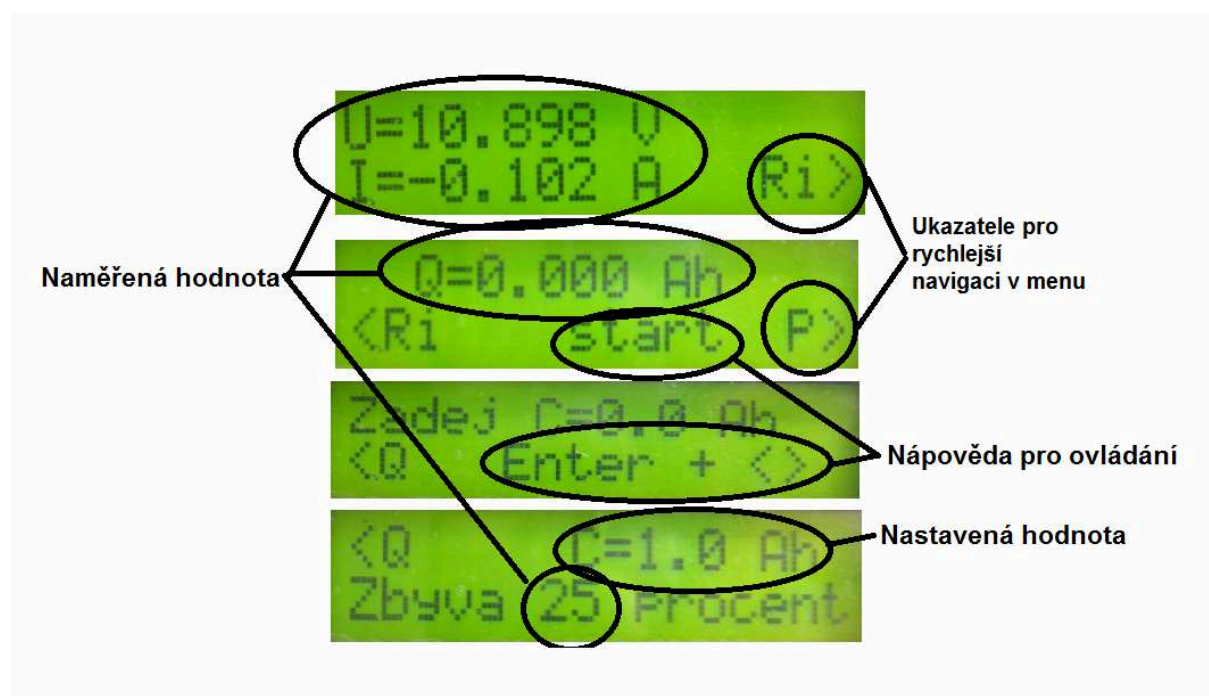 U=10.898 V
I=-0.102 A Ri>
Ukazatele pro
rychlejší
navigaci v menu
Naměřená hodnota
Q=0.000 Ah
<Ri start P>
Zadej C=0.0 Ah
<Q Enter + <>
Nápověda pro ovládání
<Q C=1.0 Ah
Nastavená hodnota
Zbyva 25 Procent